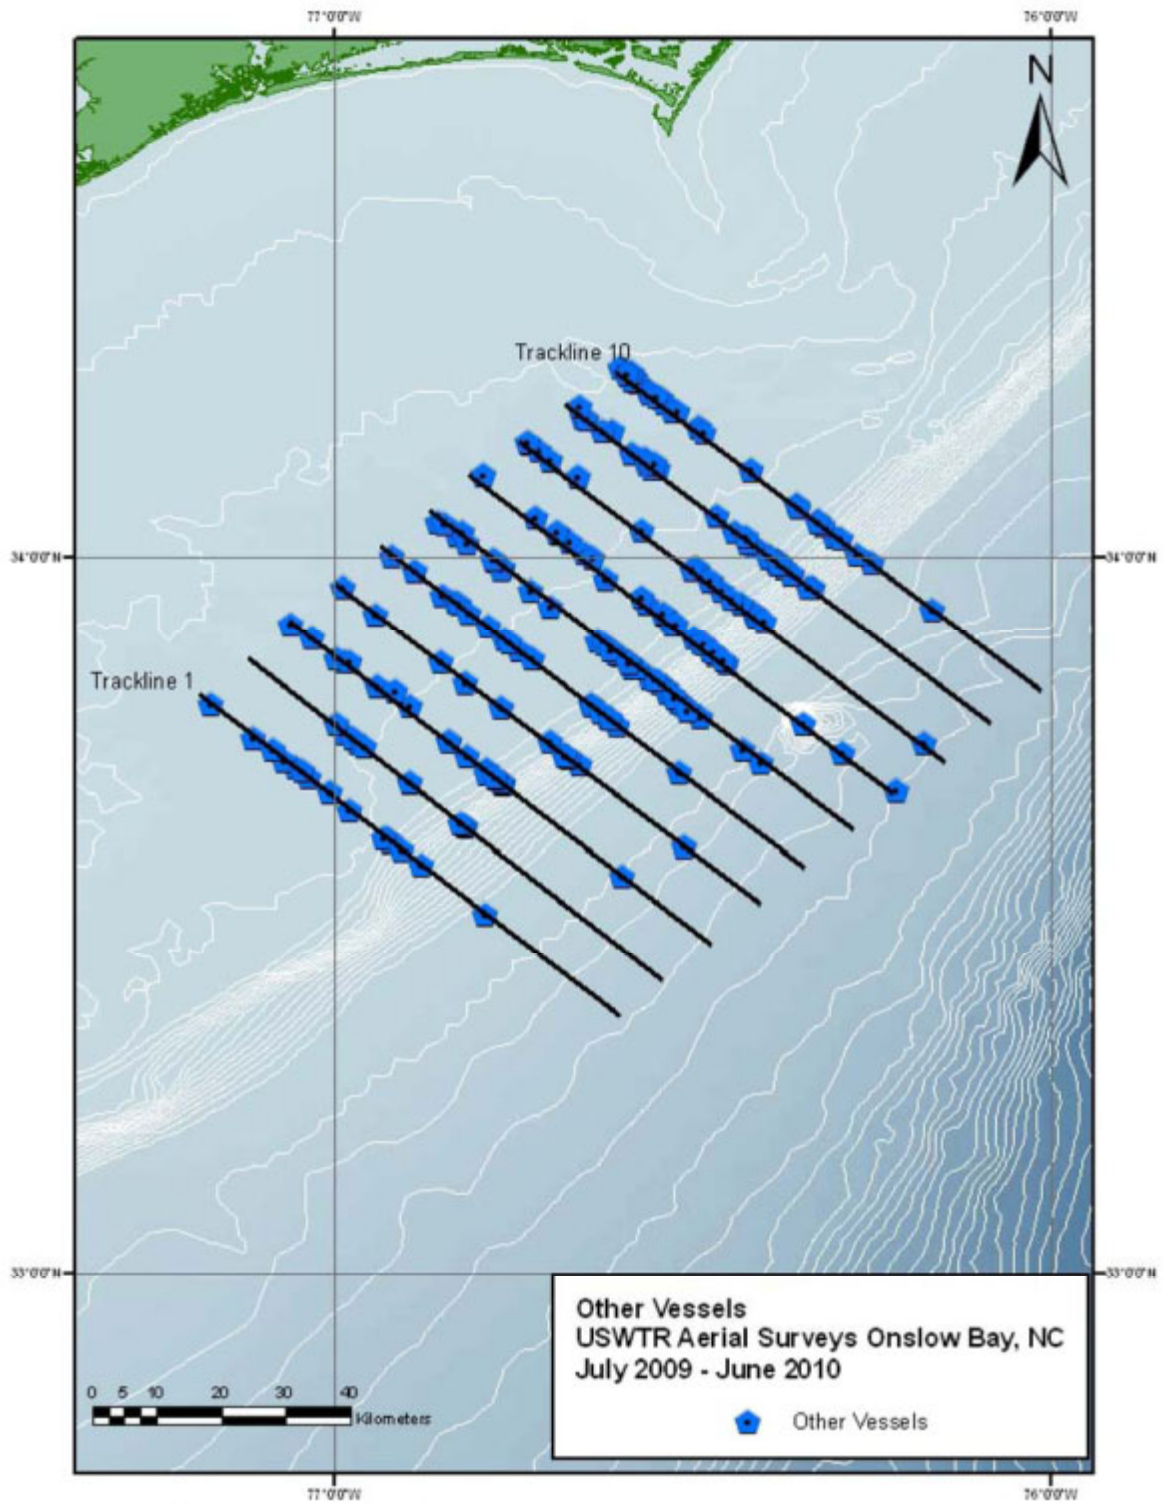 77°0'0"W 76°0'0"W
N
Trackline 10
34°0'0"N 34°0'0"N
Trackline 1
33°0'0"N 33°0'0"N
Other Vessels
USWTR Aerial Surveys Onslow Bay, NC
July 2009 - June 2010
Other Vessels
0 5 10 20 30 40
Kilometers
77°0'0"W 76°0'0"W